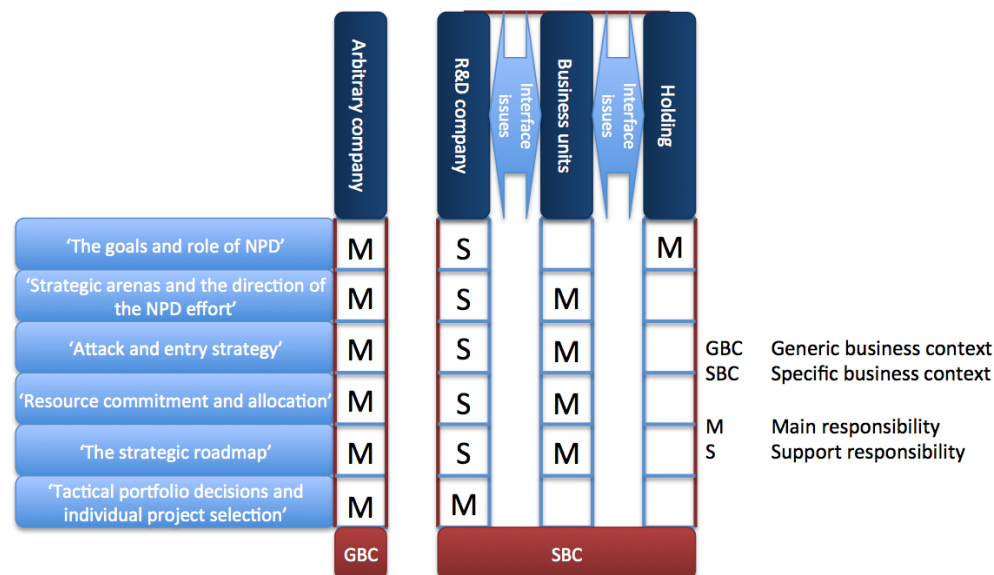 Arbitrary company
R&D company
Interface
issues
Business units
Interface
issues
Holding
‘The goals and role of NPD’
M
S
M
‘Strategic arenas and the direction of
the NPD effort’
M
S
M
‘Attack and entry strategy’
M
S
M
‘Resource commitment and allocation’
M
S
M
‘The strategic roadmap’
M
S
M
‘Tactical portfolio decisions and
individual project selection’
M
M
GBC
SBC
GBC Generic business context
SBC Specific business context
M Main responsibility
S Support responsibility